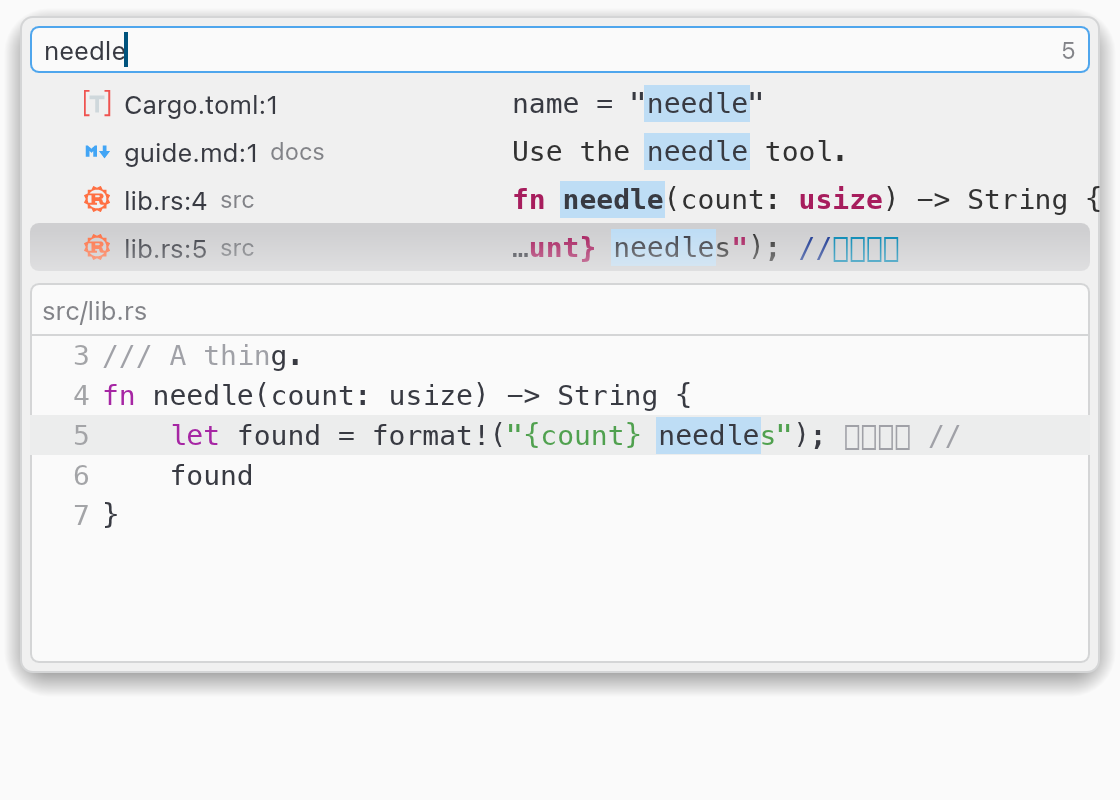 needle 5
Cargo.toml:1 name = "needle"
guide.md:1 docs Use the needle tool.
lib.rs:4 src fn needle(count: usize) -> String {
lib.rs:5 src …unt} needles"); //
src/lib.rs
3 /// A thing.
4 fn needle(count: usize) -> String {
5 let found = format!("{count} needles"); //
6 found
7 }